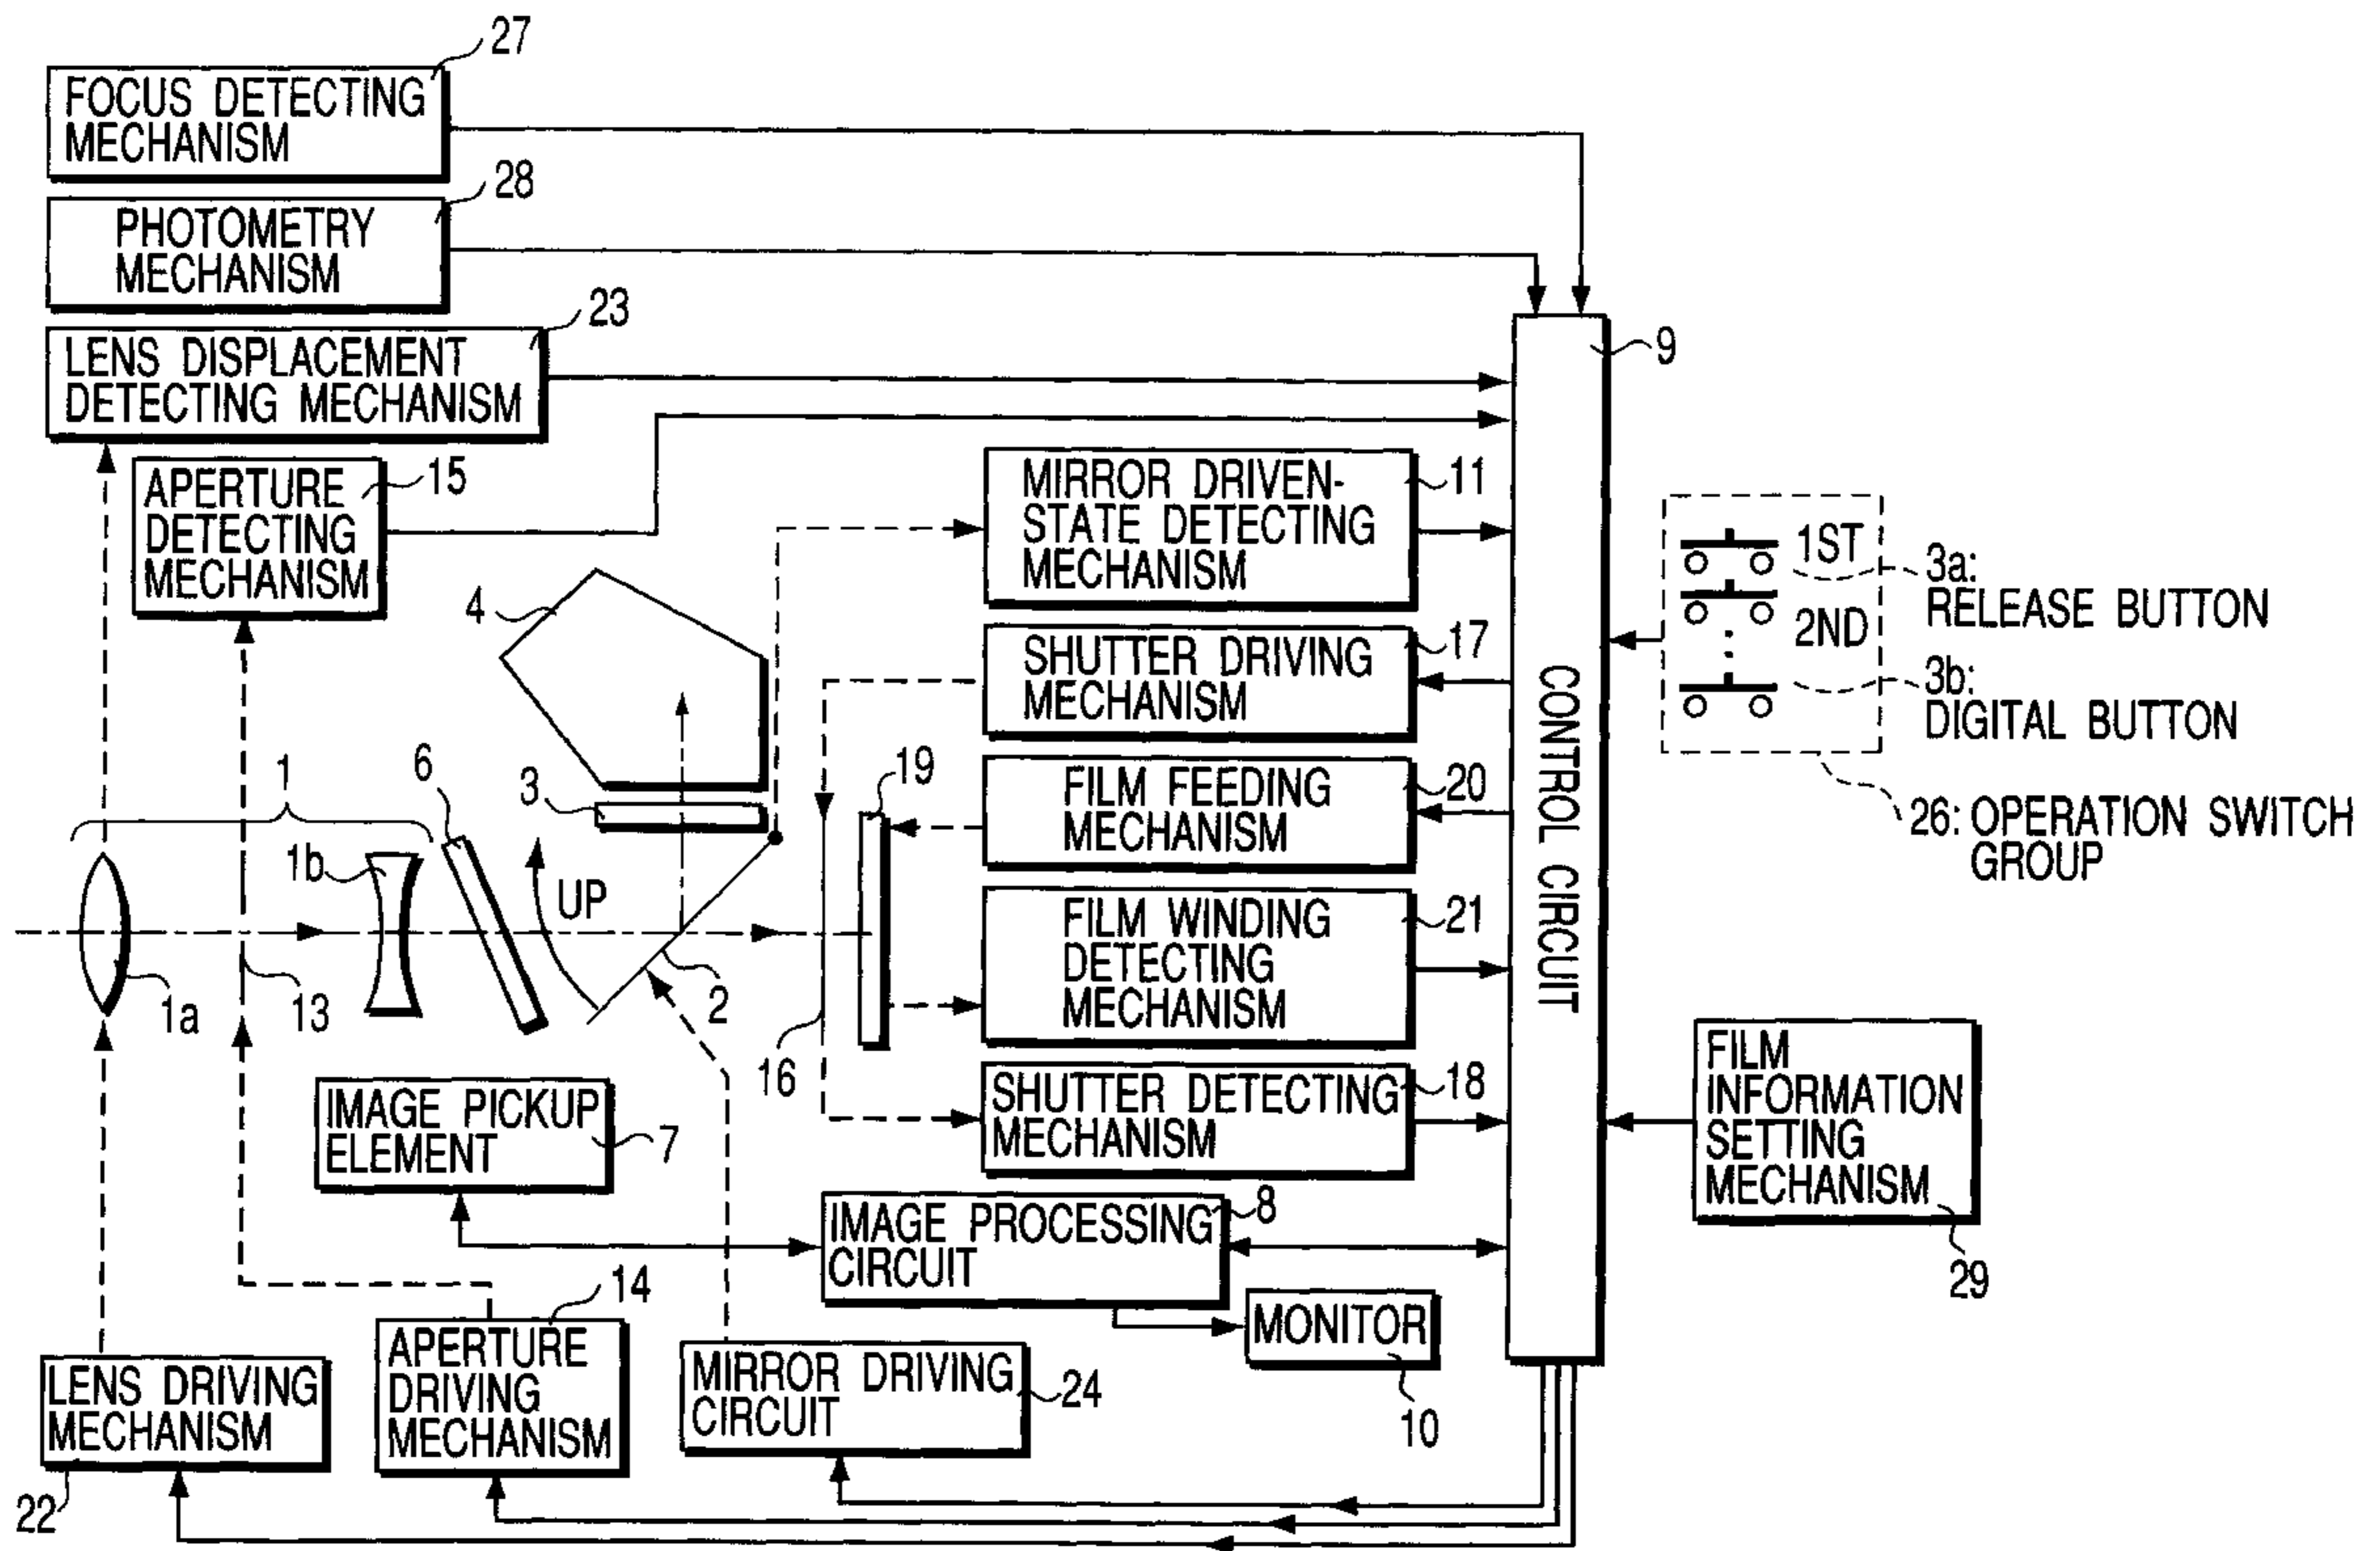 27
FOCUS DETECTING
MECHANISM
28
PHOTOMETRY
MECHANISM
23
LENS DISPLACEMENT
DETECTING MECHANISM
9
15
APERTURE
DETECTING
MECHANISM
11
MIRROR DRIVEN-
STATE DETECTING
MECHANISM
1ST
2ND
3a:
RELEASE BUTTON
3b:
DIGITAL BUTTON
26: OPERATION SWITCH
GROUP
4
17
SHUTTER DRIVING
MECHANISM
CONTROL CIRCUIT
1
6
3
19
20
FILM FEEDING
MECHANISM
1b
UP
21
FILM WINDING
DETECTING
MECHANISM
1a
13
2
16
18
SHUTTER DETECTING
MECHANISM
FILM
INFORMATION
SETTING
MECHANISM
29
IMAGE PICKUP
ELEMENT
7
8
IMAGE PROCESSING
CIRCUIT
MONITOR
10
14
APERTURE
DRIVING
MECHANISM
MIRROR DRIVING
CIRCUIT
24
LENS DRIVING
MECHANISM
22